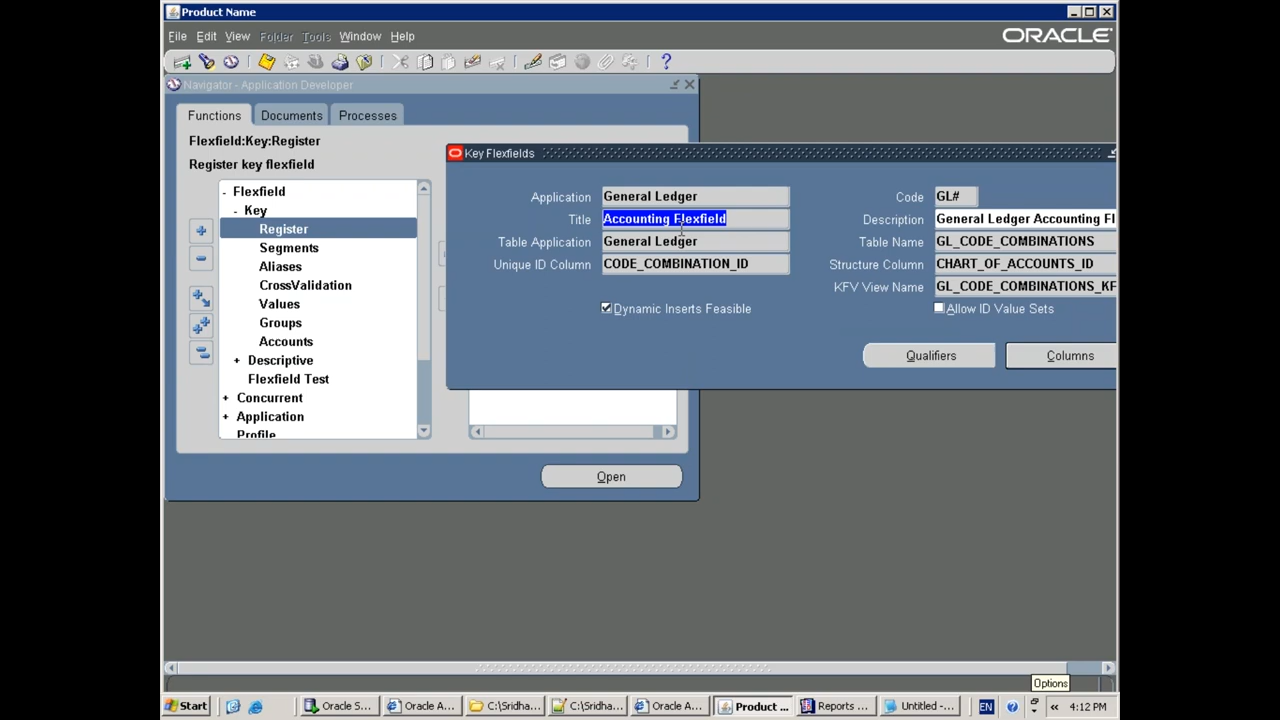 Product Name
File Edit View Folder Tools Window Help
ORACLE
Navigator - Application Developer
Functions Documents Processes
Flexfield:Key:Register
Register key flexfield
- Flexfield
- Key
Register
Segments
Aliases
CrossValidation
Values
Groups
Accounts
+ Descriptive
Flexfield Test
+ Concurrent
+ Application
Profile
Open
Key Flexfields
Application General Ledger Code GL#
Title Accounting Flexfield Description General Ledger Accounting Fl
Table Application General Ledger Table Name GL_CODE_COMBINATIONS
Unique ID Column CODE_COMBINATION_ID Structure Column CHART_OF_ACCOUNTS_ID
KFV View Name GL_CODE_COMBINATIONS_KF
Dynamic Inserts Feasible Allow ID Value Sets
Qualifiers Columns
Options
Start Oracle S... Oracle A... C:\Sridha... C:\Sridha... Oracle A... Product ... Reports ... Untitled -... EN 4:12 PM